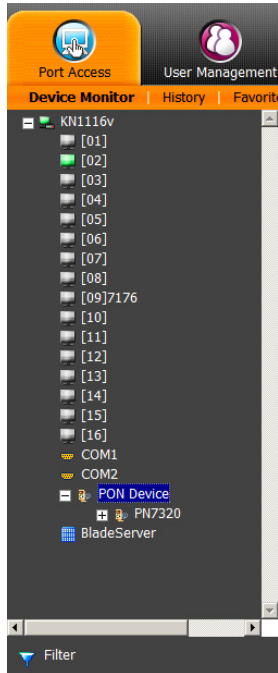 Port Access User Management
Device Monitor | History | Favorit
KN1116v
[01]
[02]
[03]
[04]
[05]
[06]
[07]
[08]
[09]7176
[10]
[11]
[12]
[13]
[14]
[15]
[16]
COM1
COM2
PON Device
PN7320
BladeServer
Filter